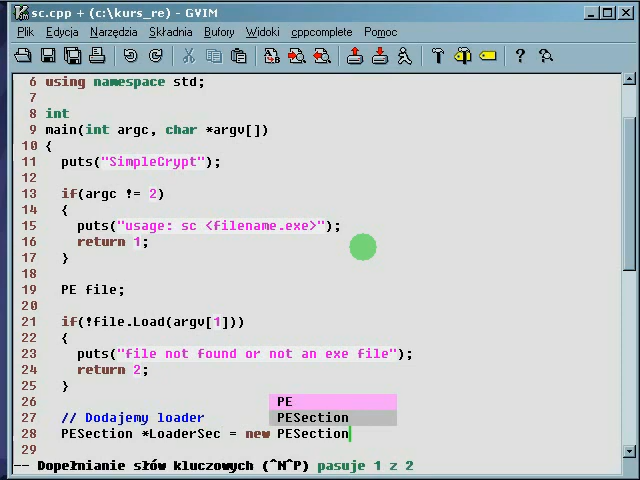 sc.cpp + (c:\kurs_re) - GVIM
Plik Edycja Narzędzia Składnia Bufory Widoki cppcomplete Pomoc
6 using namespace std;
7
8 int
9 main(int argc, char *argv[])
10 {
11 puts("SimpleCrypt");
12
13 if(argc != 2)
14 {
15 puts("usage: sc <filename.exe>");
16 return 1;
17 }
18
19 PE file;
20
21 if(!file.Load(argv[1]))
22 {
23 puts("file not found or not an exe file");
24 return 2;
25 }
26 PE
27 // Dodajemy loader PESection
28 PESection *LoaderSec = new PESection
29
-- Dopełnianie słów kluczowych (^N^P) pasuje 1 z 2